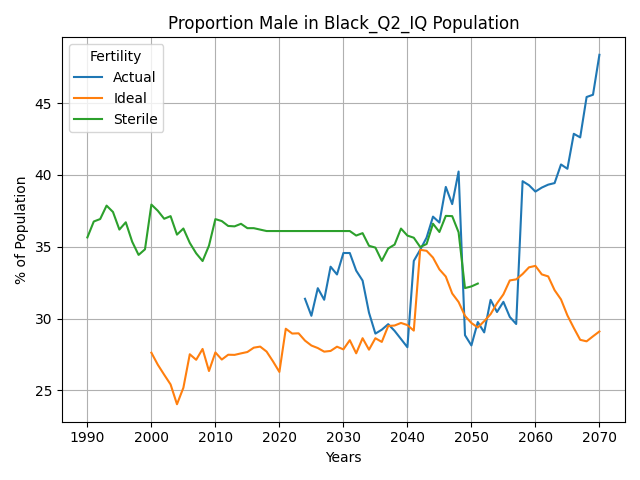 Proportion Male in Black_Q2_IQ Population
Fertility
Actual
Ideal
Sterile
% of Population
45
40
35
30
25
1990
2000
2010
2020
2030
2040
2050
2060
2070
Years